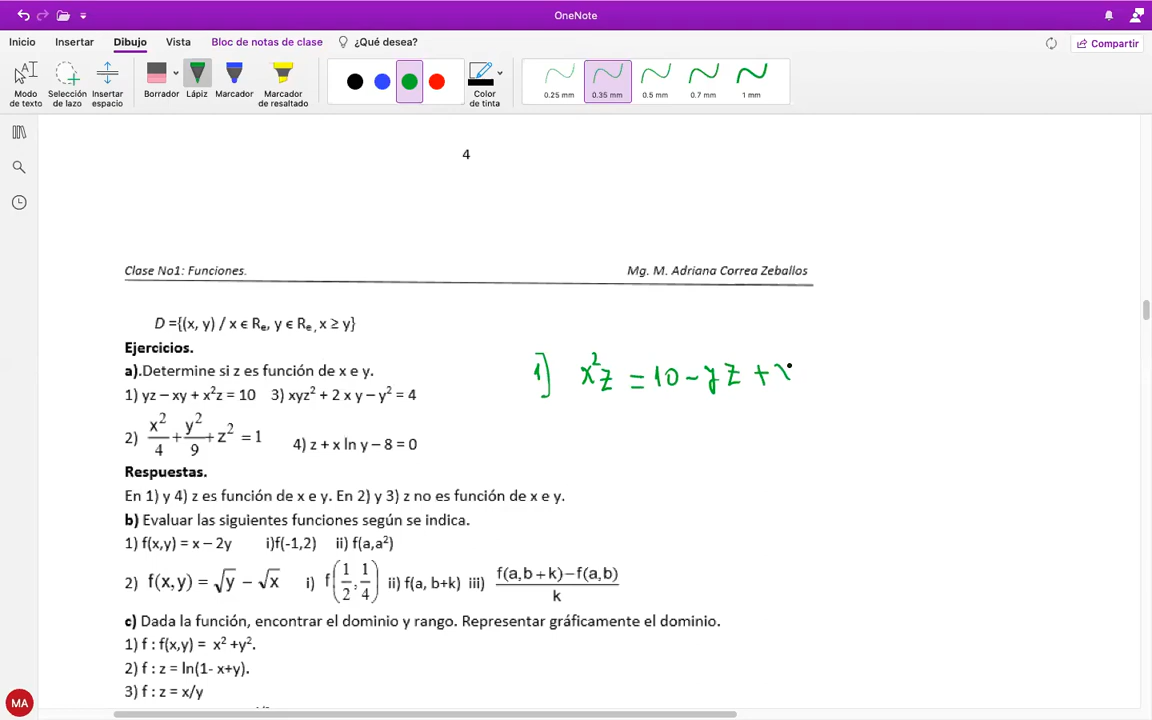 OneNote
Inicio Insertar Dibujo Vista Bloc de notas de clase ¿Qué desea? Compartir
Modo de texto Selección de lazo Insertar espacio Borrador Lápiz Marcador Marcador de resaltado Color de tinta 0.25 mm 0.35 mm 0.5 mm 0.7 mm 1 mm
4
Clase No1: Funciones. Mg. M. Adriana Correa Zeballos
D ={(x, y) / x ϵ Rₑ, y ϵ Rₑ , x ≥ y}
Ejercicios.
a).Determine si z es función de x e y.
1] x²z = 10 - yz + x
1) yz – xy + x²z = 10 3) xyz² + 2 x y – y² = 4
2) x²/4 + y²/9 + z² = 1 4) z + x ln y – 8 = 0
Respuestas.
En 1) y 4) z es función de x e y. En 2) y 3) z no es función de x e y.
b) Evaluar las siguientes funciones según se indica.
1) f(x,y) = x – 2y i)f(-1,2) ii) f(a,a²)
2) f(x,y) = √y − √x i) f(1/2, 1/4) ii) f(a, b+k) iii) f(a,b+k)−f(a,b)/k
c) Dada la función, encontrar el dominio y rango. Representar gráficamente el dominio.
1) f : f(x,y) = x² +y².
2) f : z = ln(1- x+y).
3) f : z = x/y
MA